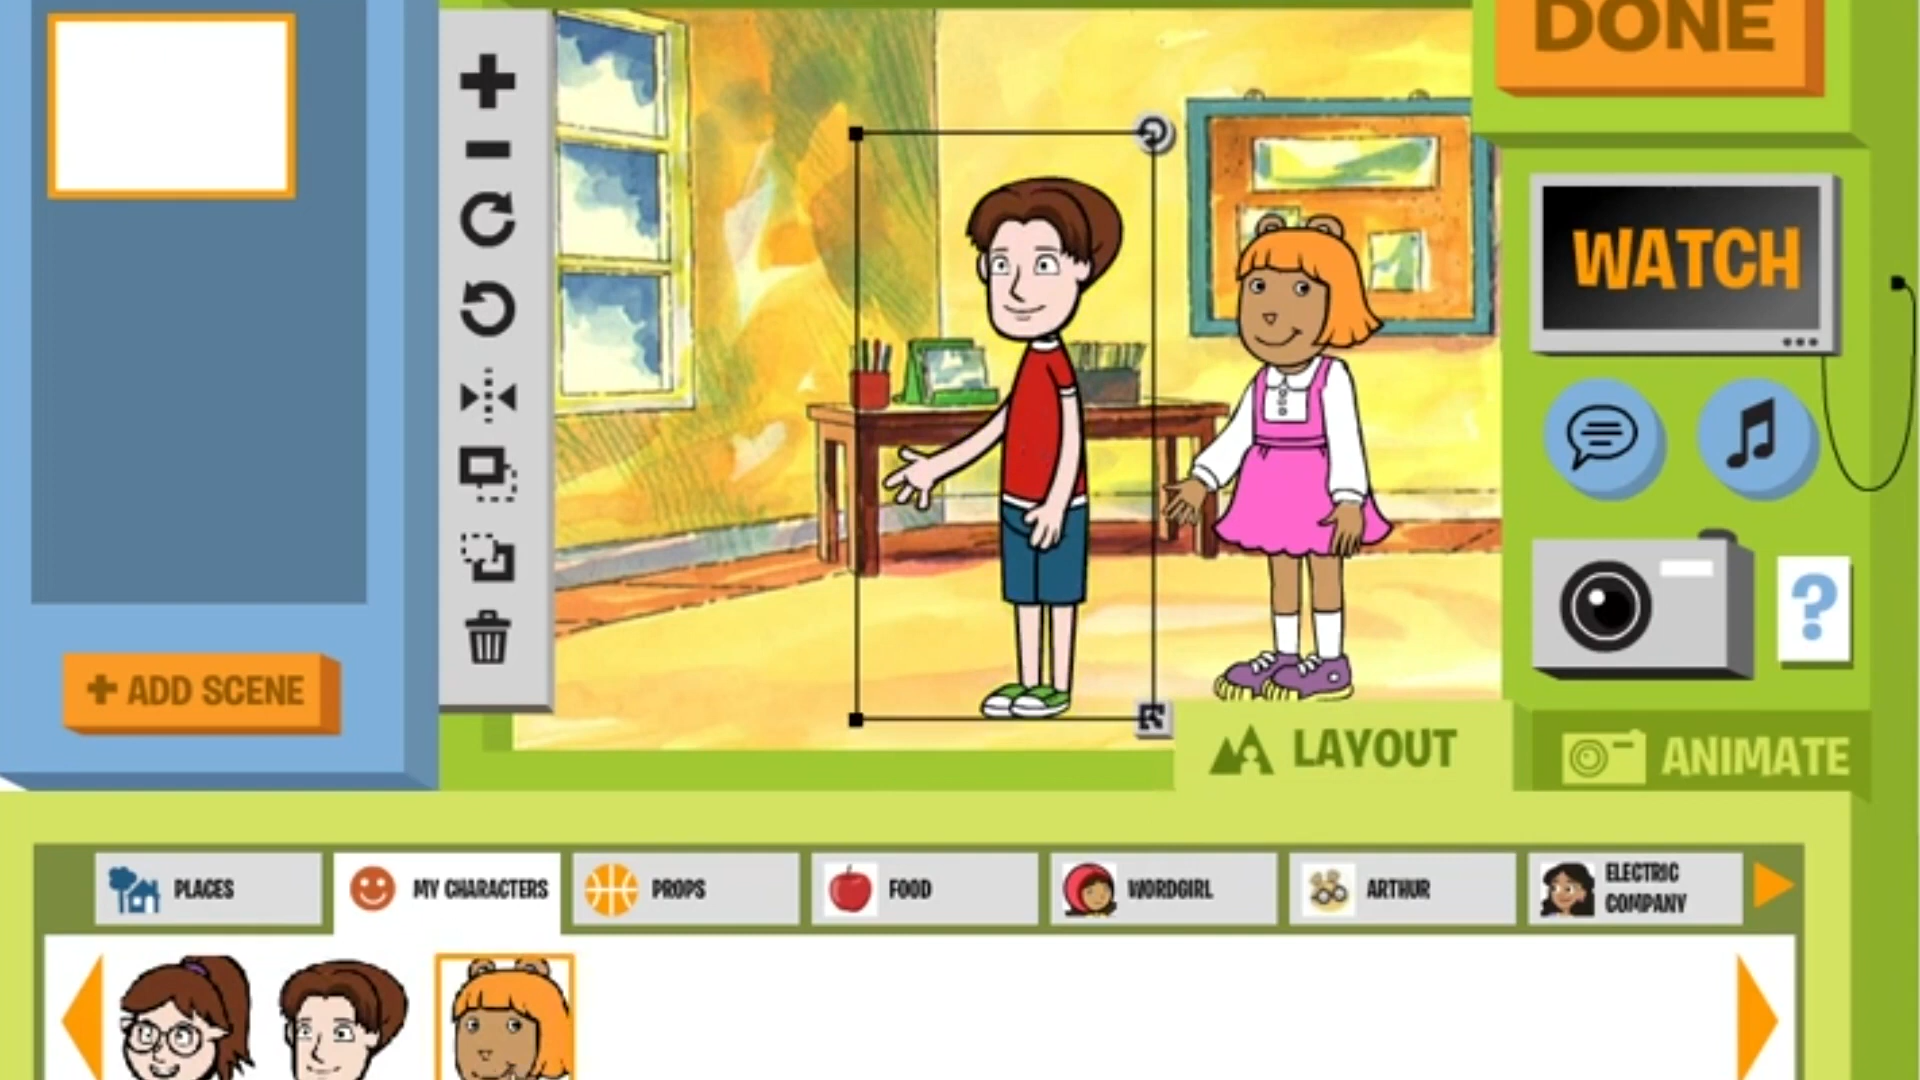 DONE
WATCH
?
+ ADD SCENE
LAYOUT
ANIMATE
PLACES
MY CHARACTERS
PROPS
FOOD
WORDGIRL
ARTHUR
ELECTRIC
COMPANY